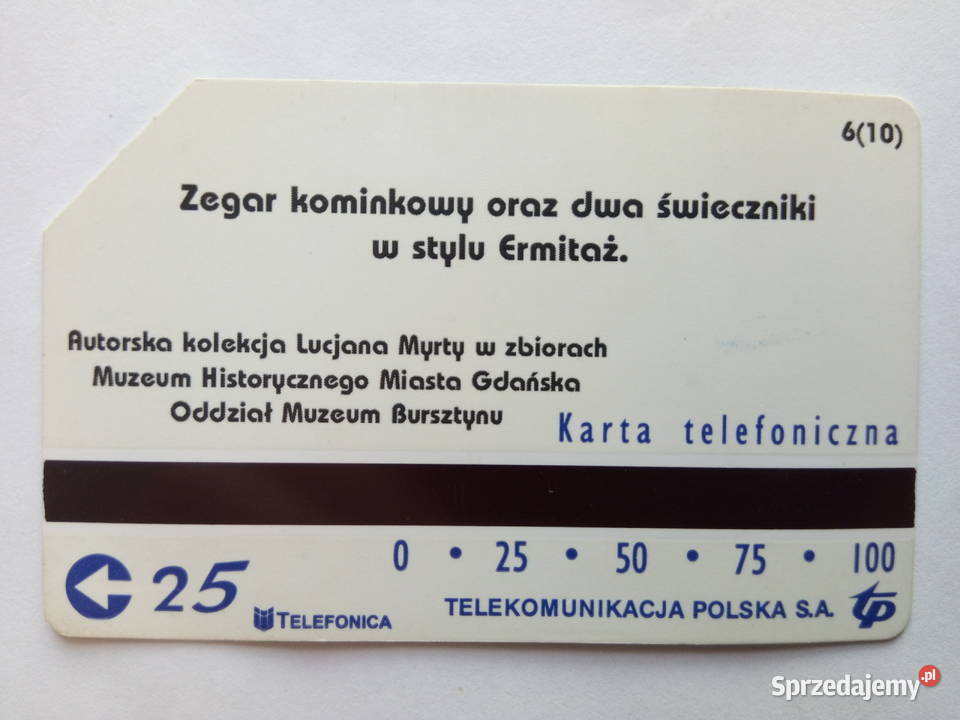 6(10)
Zegar kominkowy oraz dwa świeczniki
w stylu Ermitaż.
Autorska kolekcja Lucjana Myrty w zbiorach
Muzeum Historycznego Miasta Gdańska
Oddział Muzeum Bursztynu
Karta telefoniczna
0 • 25 • 50 • 75 • 100
25
TELEFONICA
TELEKOMUNIKACJA POLSKA S.A. tp
Sprzedajemy.pl